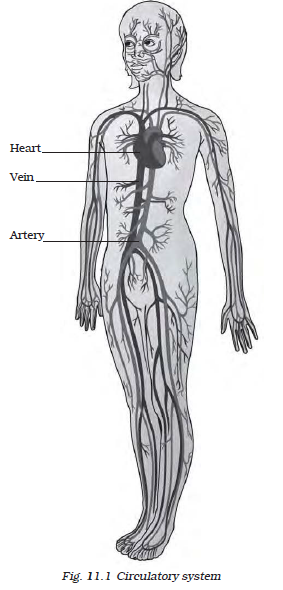 Heart
Vein
Artery
Fig. 11.1 Circulatory system